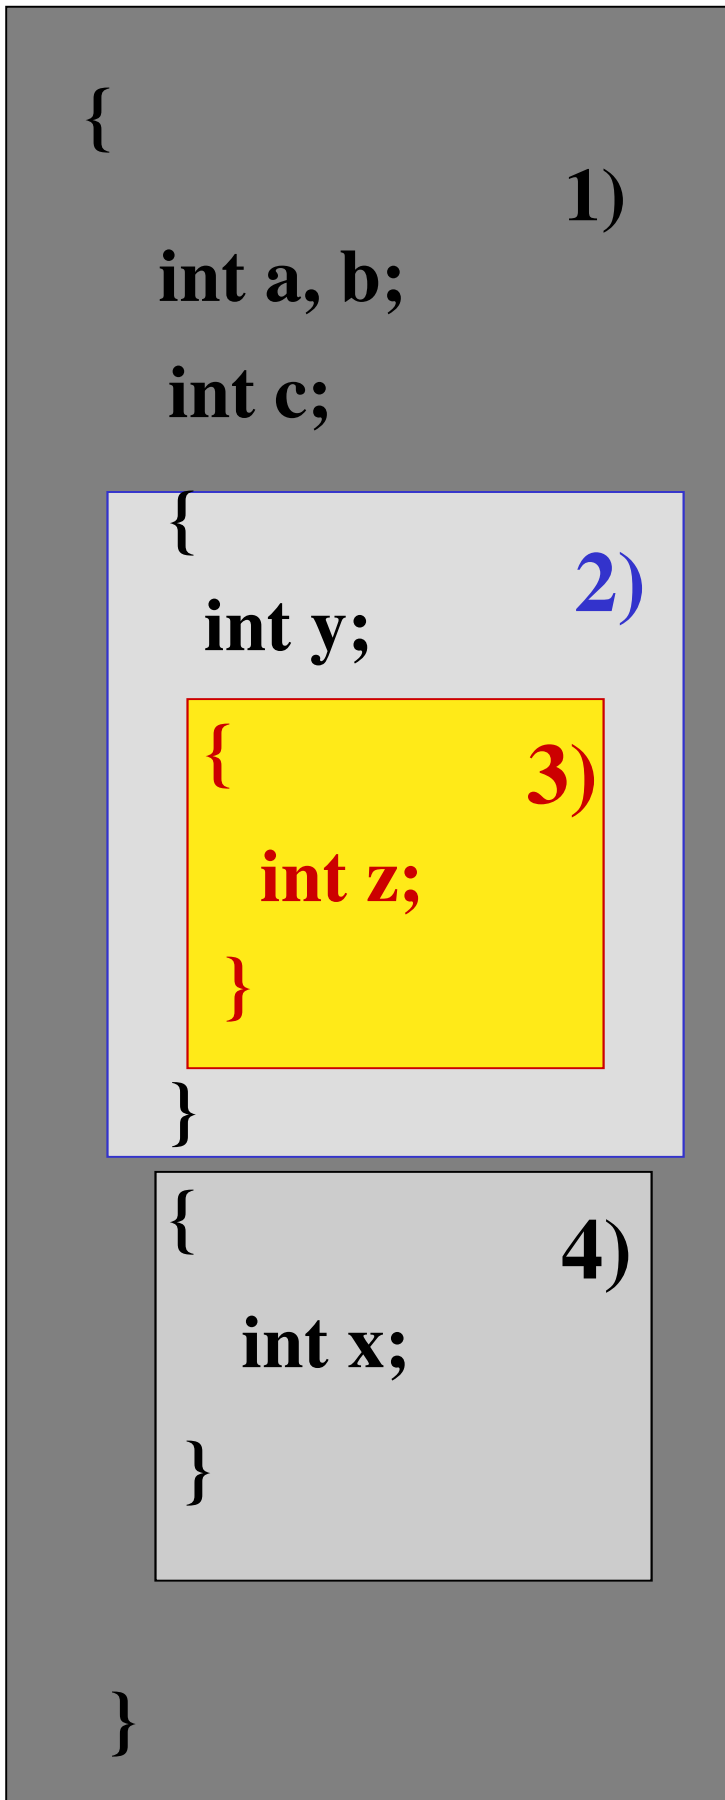 {
1)
int a, b;
int c;
{
2)
int y;
{
3)
int z;
}
}
{
4)
int x;
}
}